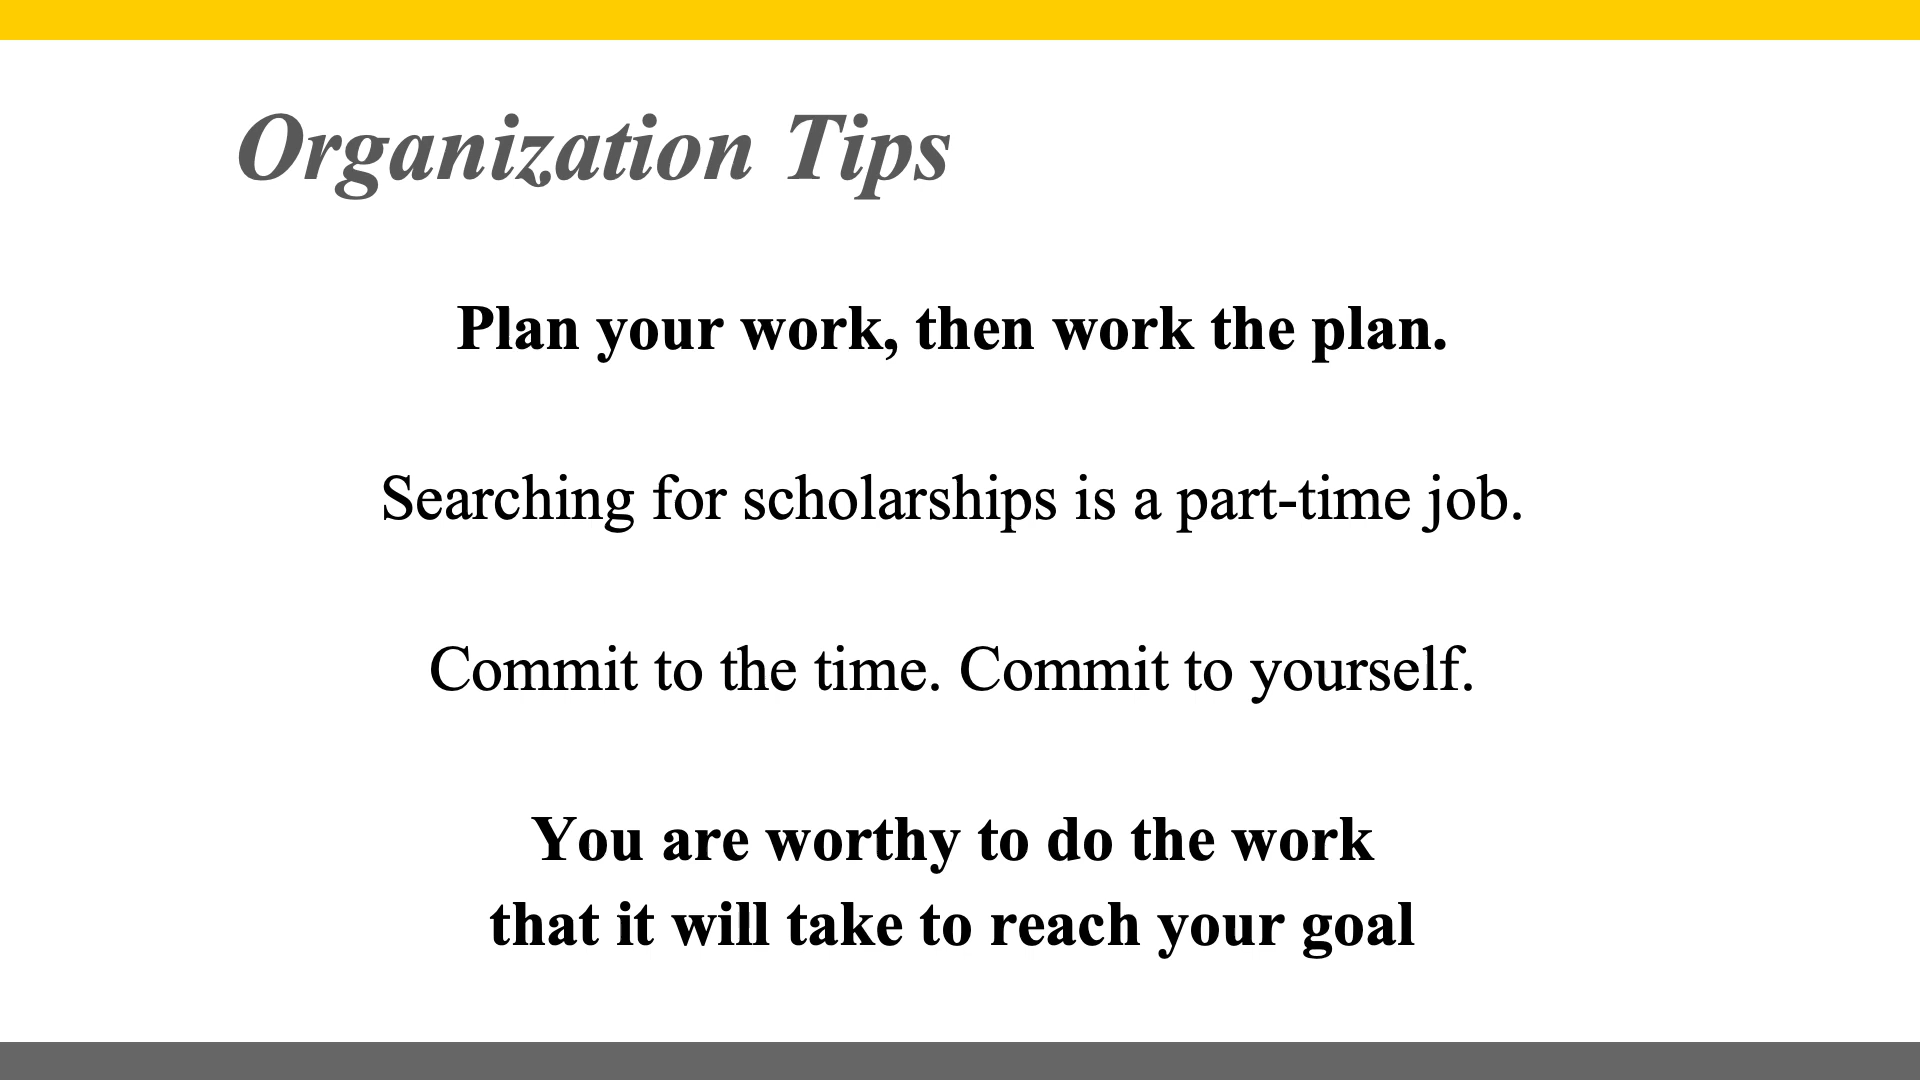 Organization Tips
Plan your work, then work the plan.
Searching for scholarships is a part-time job.
Commit to the time. Commit to yourself.
You are worthy to do the work
that it will take to reach your goal